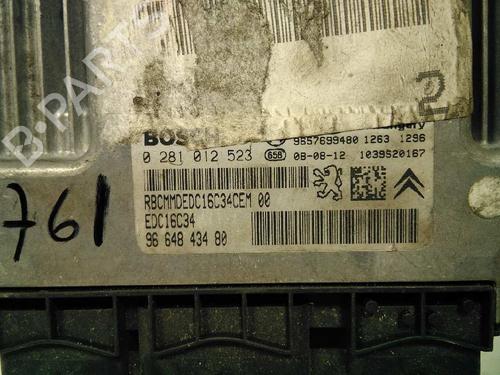 B-PARTS
2
BOSCH
9657699480 1263 1296
0 281 012 523 658 08-08-12 1039S20167
RBCMMDEDC16C34CEM 00
EDC16C34
96 648 434 80
761